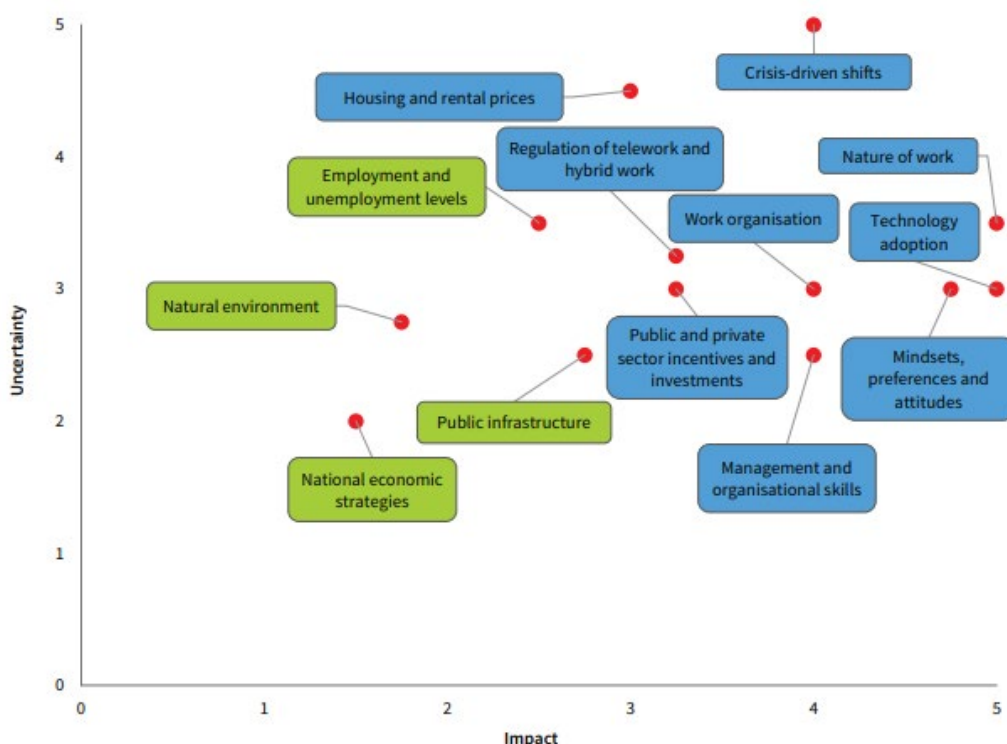 5
Crisis-driven shifts
Housing and rental prices
4
Regulation of telework and
hybrid work
Nature of work
Employment and
unemployment levels
Work organisation
Technology
adoption
3
Natural environment
Uncertainty
Public and private
sector incentives and
investments
Mindsets,
preferences and
attitudes
2
Public infrastructure
National economic
strategies
Management and
organisational skills
1
0
0
1
2
3
4
5
Impact